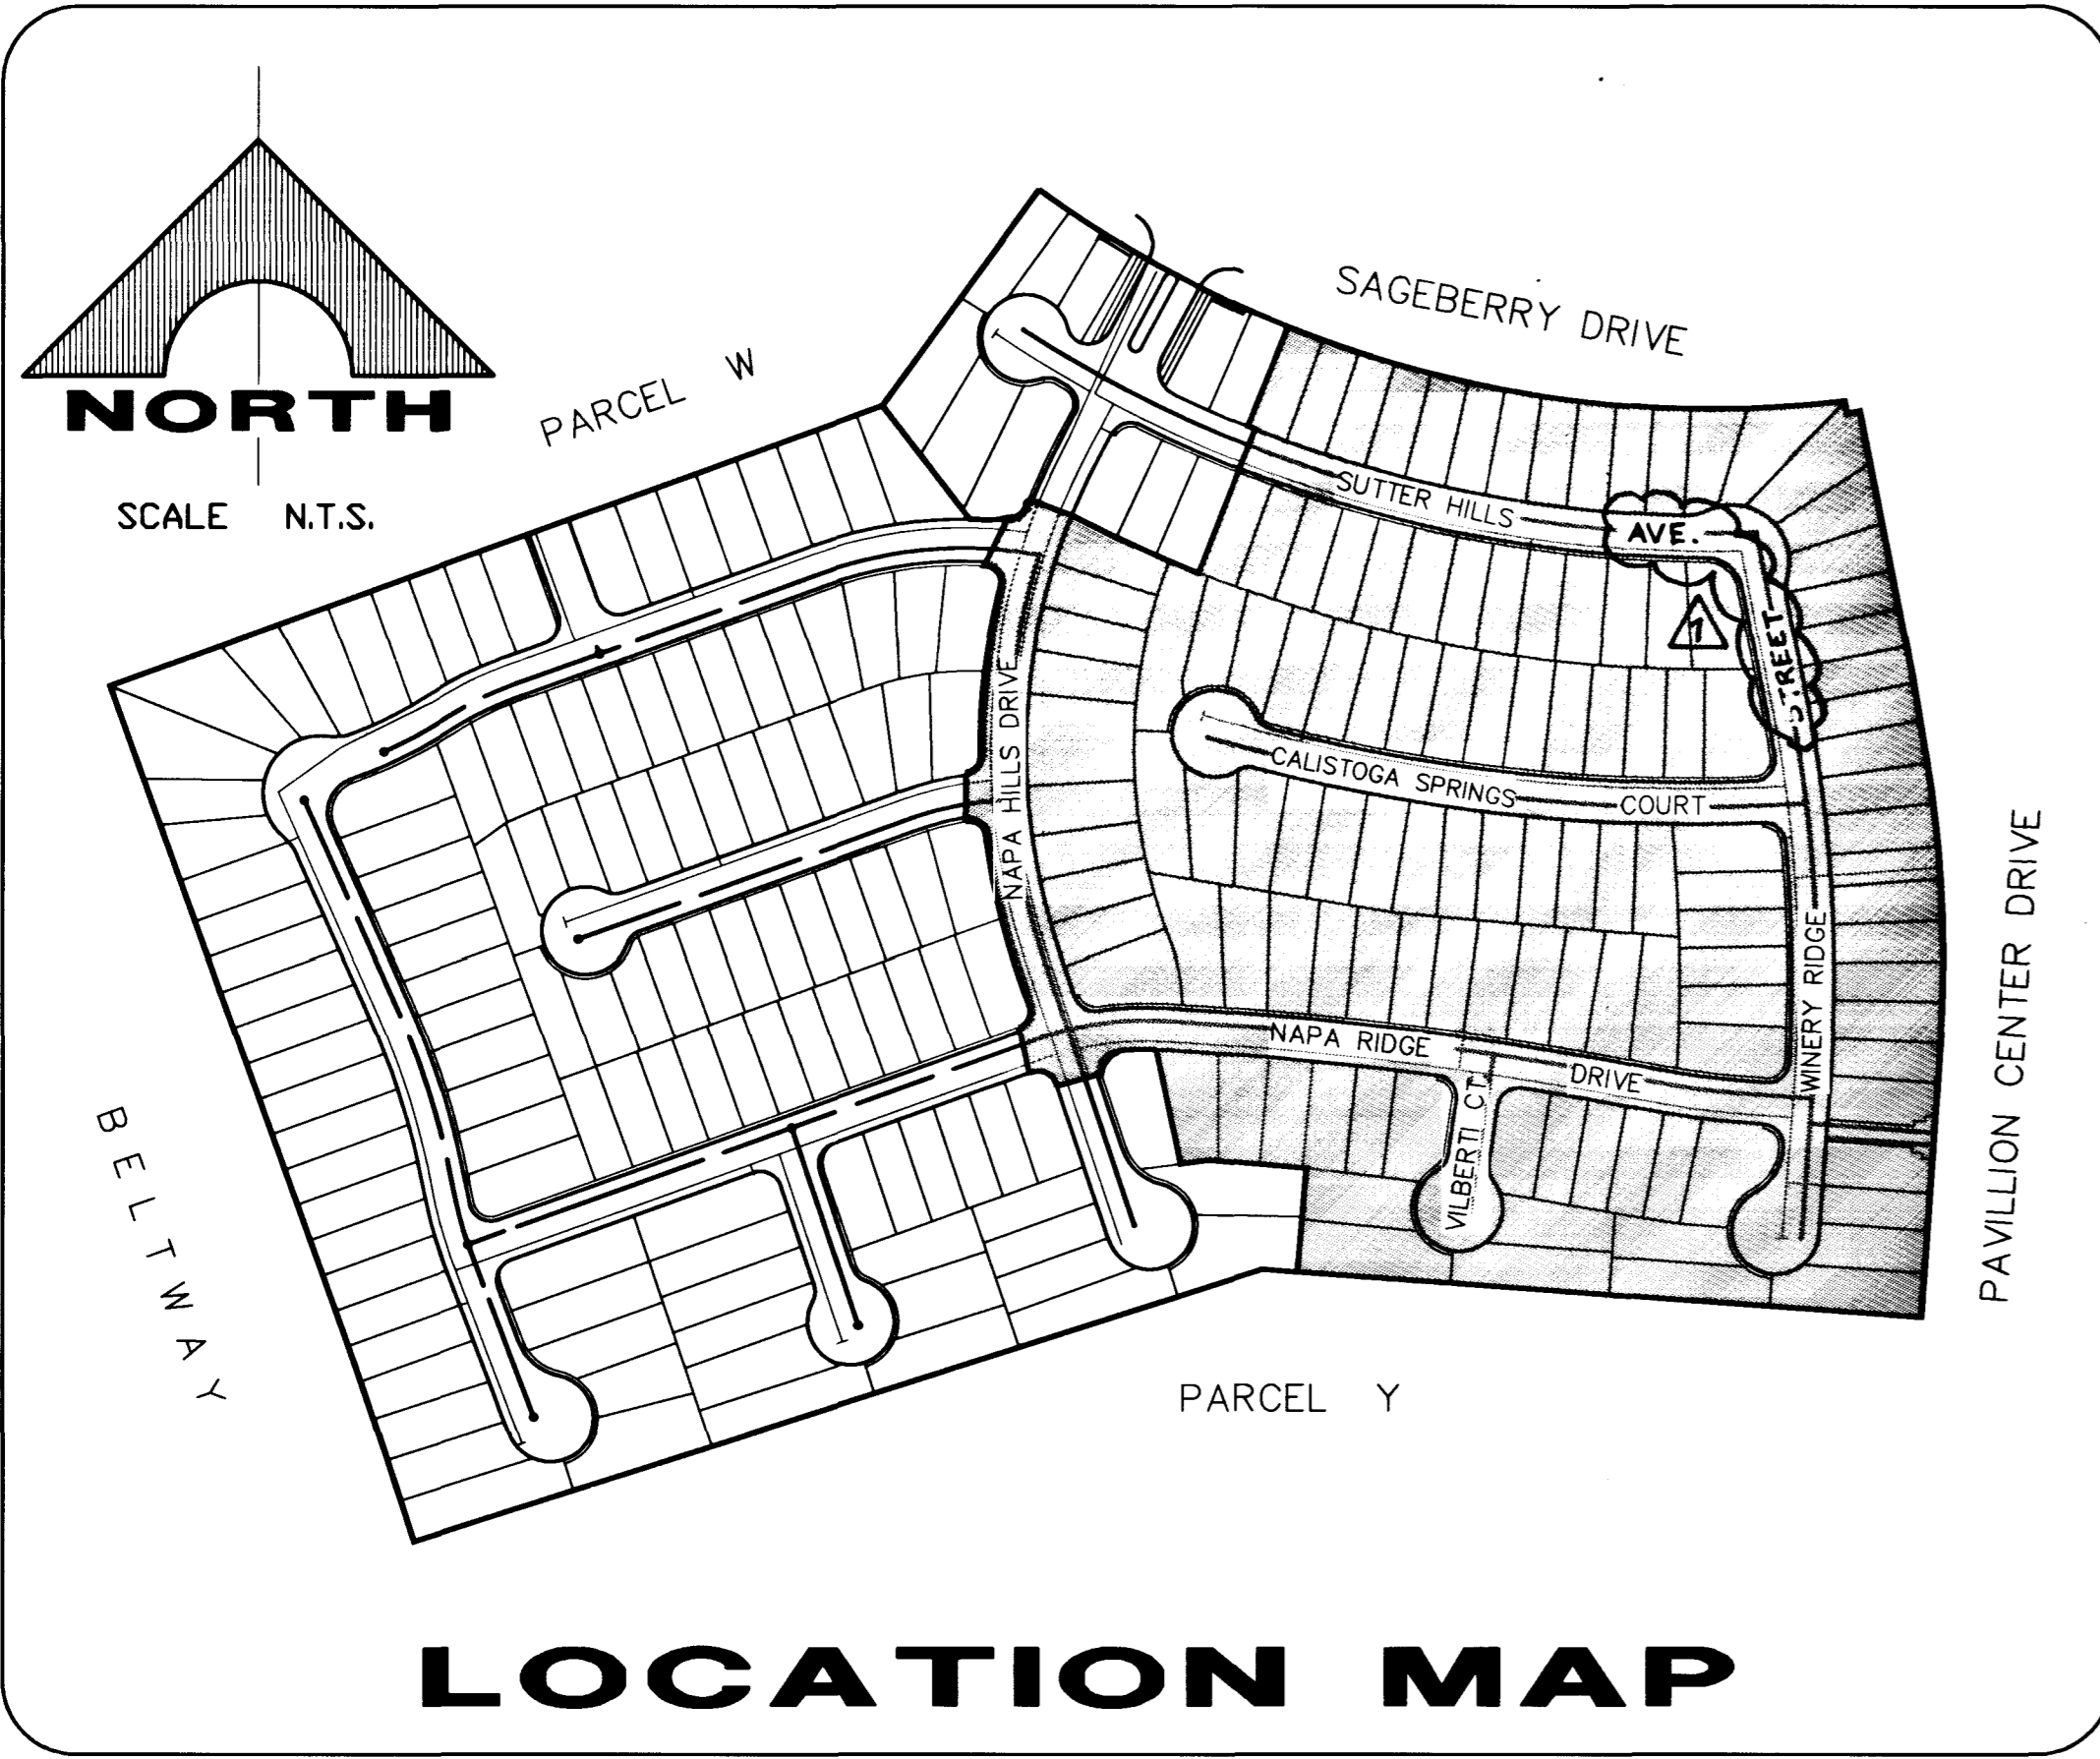 NORTH
SCALE N.T.S.
PARCEL W
SAGEBERRY DRIVE
SUTTER HILLS AVE.
1
STREET
NAPA HILLS DRIVE
CALISTOGA SPRINGS COURT
WINERY RIDGE
NAPA RIDGE DRIVE
VILBERTI CT.
PAVILLION CENTER DRIVE
BELTWAY
PARCEL Y
LOCATION MAP